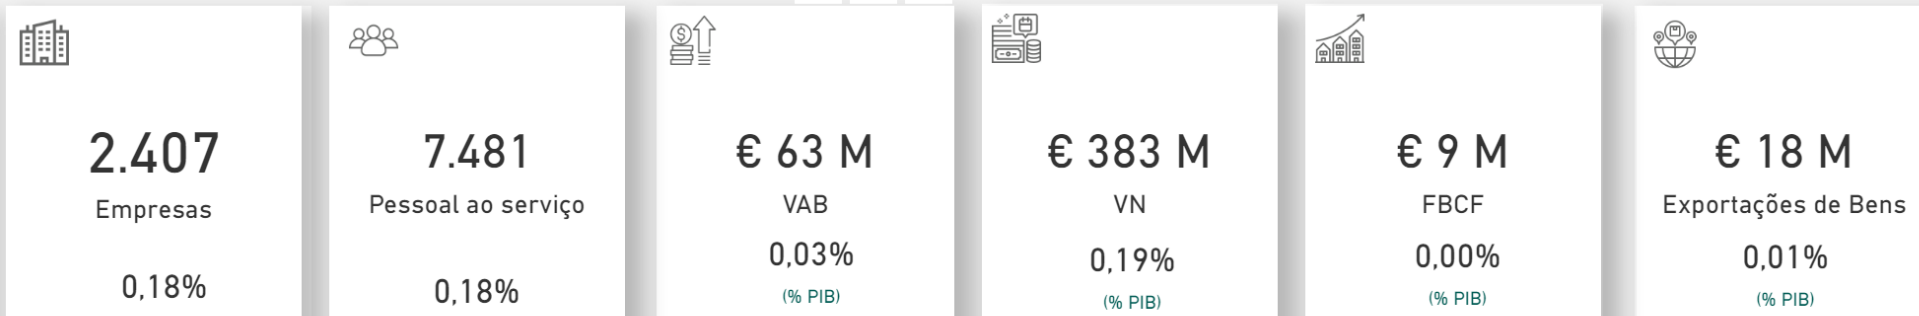 2.407
Empresas
0,18%
7.481
Pessoal ao serviço
0,18%
€ 63 M
VAB
0,03%
(% PIB)
€ 383 M
VN
0,19%
(% PIB)
€ 9 M
FBCF
0,00%
(% PIB)
€ 18 M
Exportações de Bens
0,01%
(% PIB)